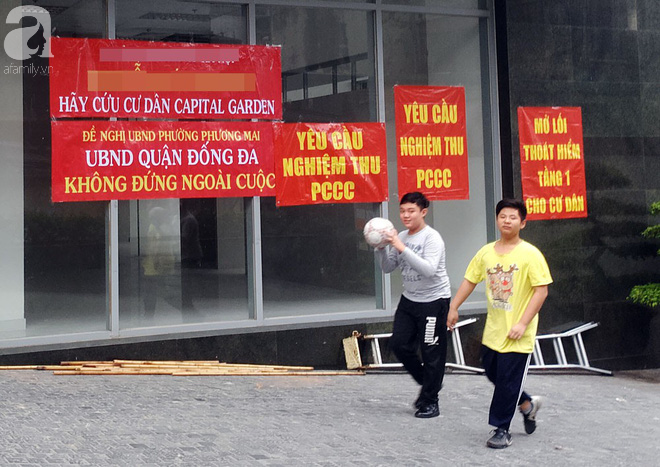 a
afamily.vn
HÃY CỨU CƯ DÂN CAPITAL GARDEN
ĐỀ NGHỊ UBND PHƯỜNG PHƯƠNG MAI
UBND QUẬN ĐỐNG ĐA
KHÔNG ĐỨNG NGOÀI CUỘC
YÊU CẦU
NGHIỆM THU
PCCC
YÊU CẦU
NGHIỆM THU
PCCC
MỞ LỐI
THOÁT HIỂM
TẦNG 1
CHO CƯ DÂN
PUMA